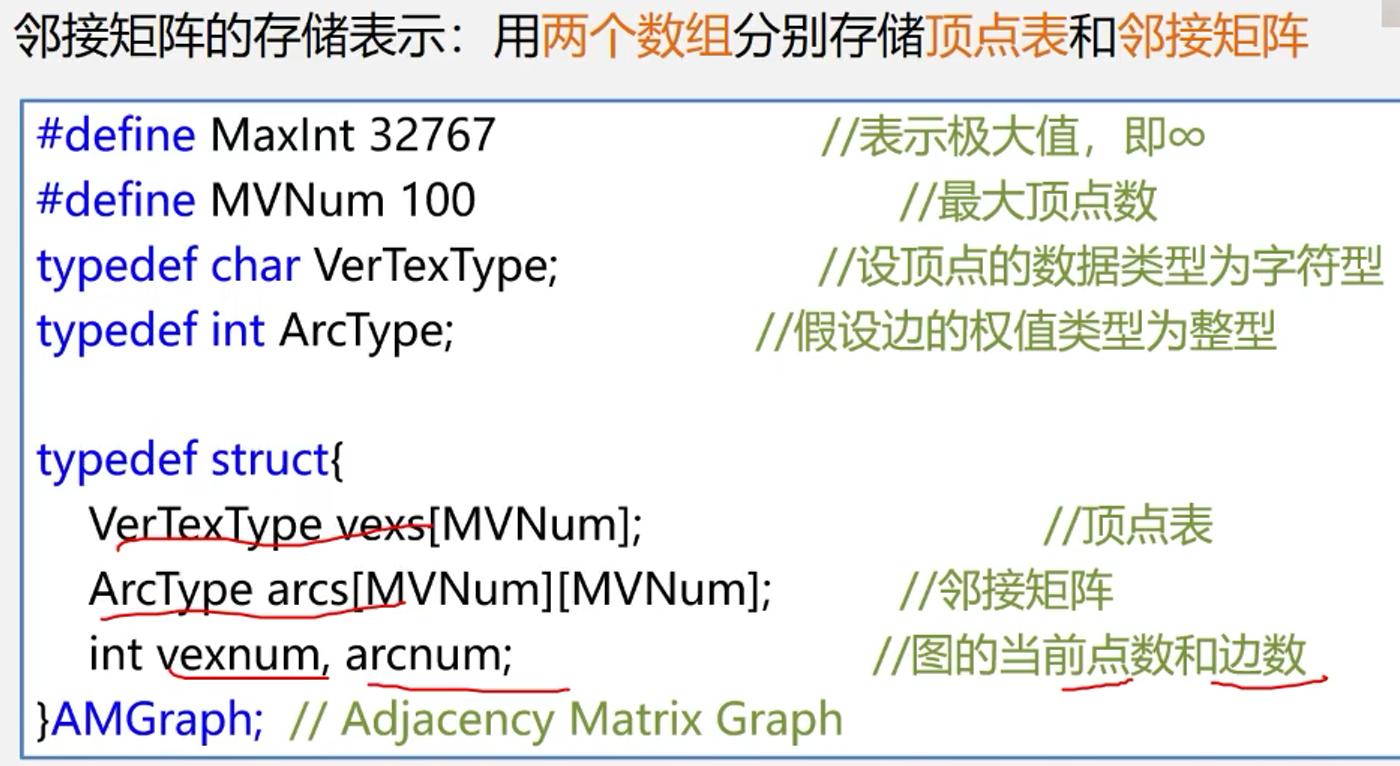 邻接矩阵的存储表示：用两个数组分别存储顶点表和邻接矩阵
#define MaxInt 32767 //表示极大值，即∞
#define MVNum 100 //最大顶点数
typedef char VerTexType; //设顶点的数据类型为字符型
typedef int ArcType; //假设边的权值类型为整型
typedef struct{
VerTexType vexs[MVNum]; //顶点表
ArcType arcs[MVNum][MVNum]; //邻接矩阵
int vexnum, arcnum; //图的当前点数和边数
}AMGraph; // Adjacency Matrix Graph